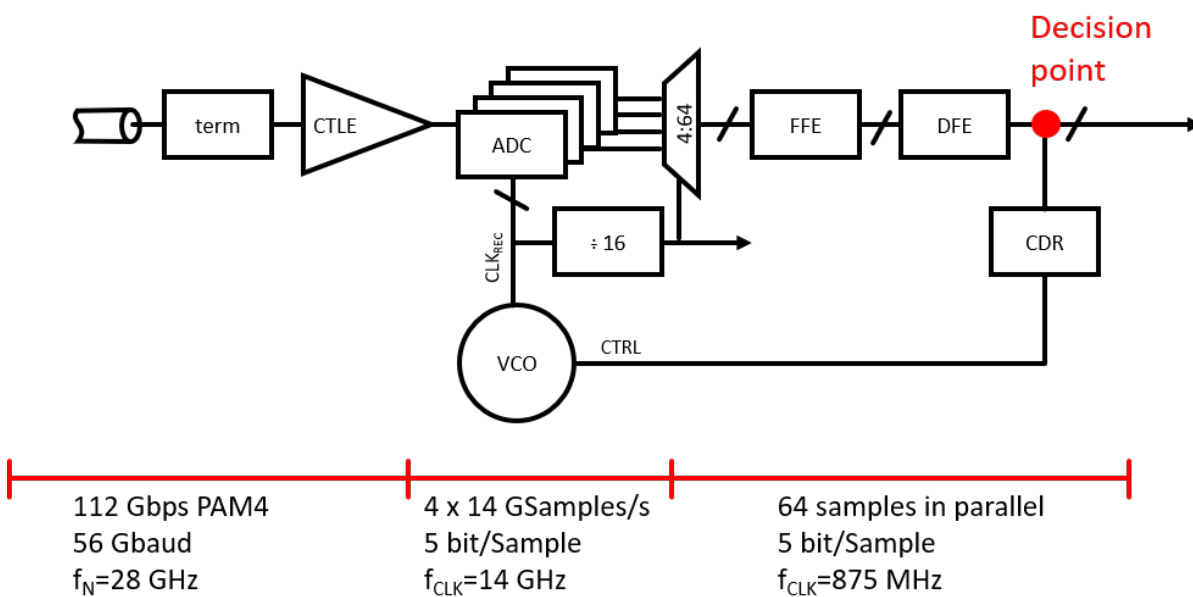 Decision
point
term
CTLE
ADC
4:64
FFE
DFE
CLKREC
÷ 16
CDR
VCO
CTRL
112 Gbps PAM4
56 Gbaud
fN=28 GHz
4 x 14 GSamples/s
5 bit/Sample
fCLK=14 GHz
64 samples in parallel
5 bit/Sample
fCLK=875 MHz